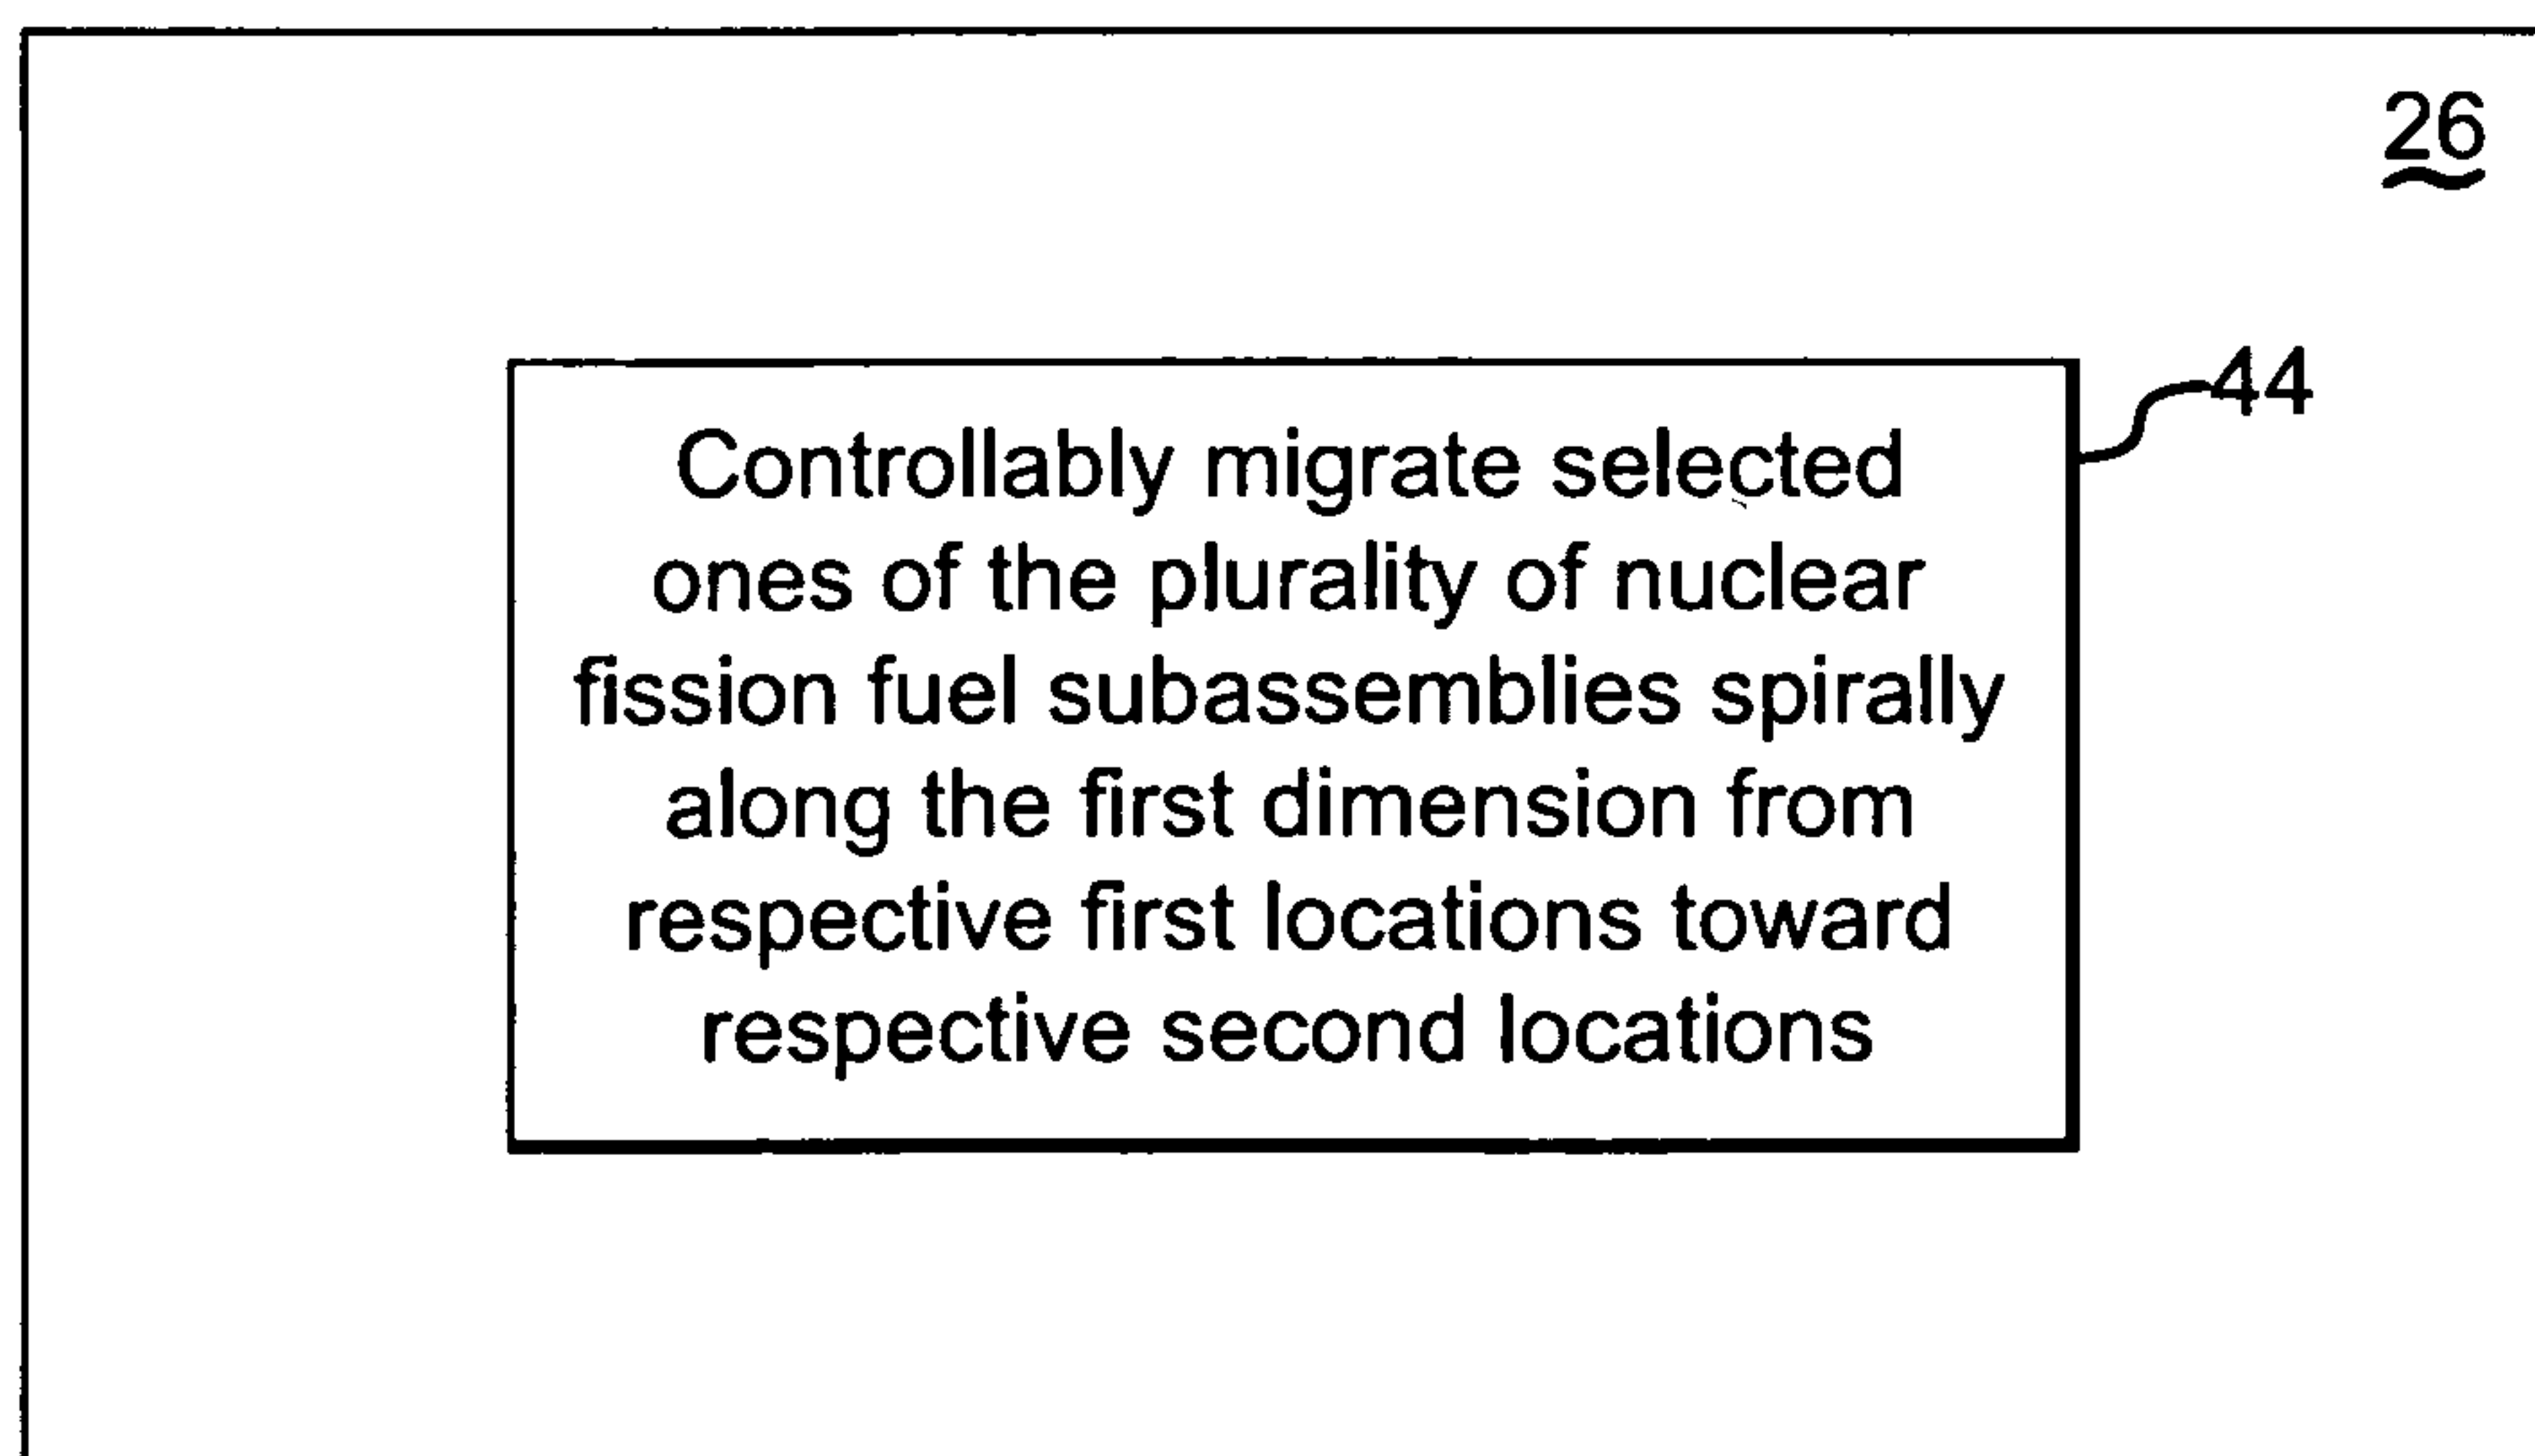 26
44
Controllably migrate selected
ones of the plurality of nuclear
fission fuel subassemblies spirally
along the first dimension from
respective first locations toward
respective second locations